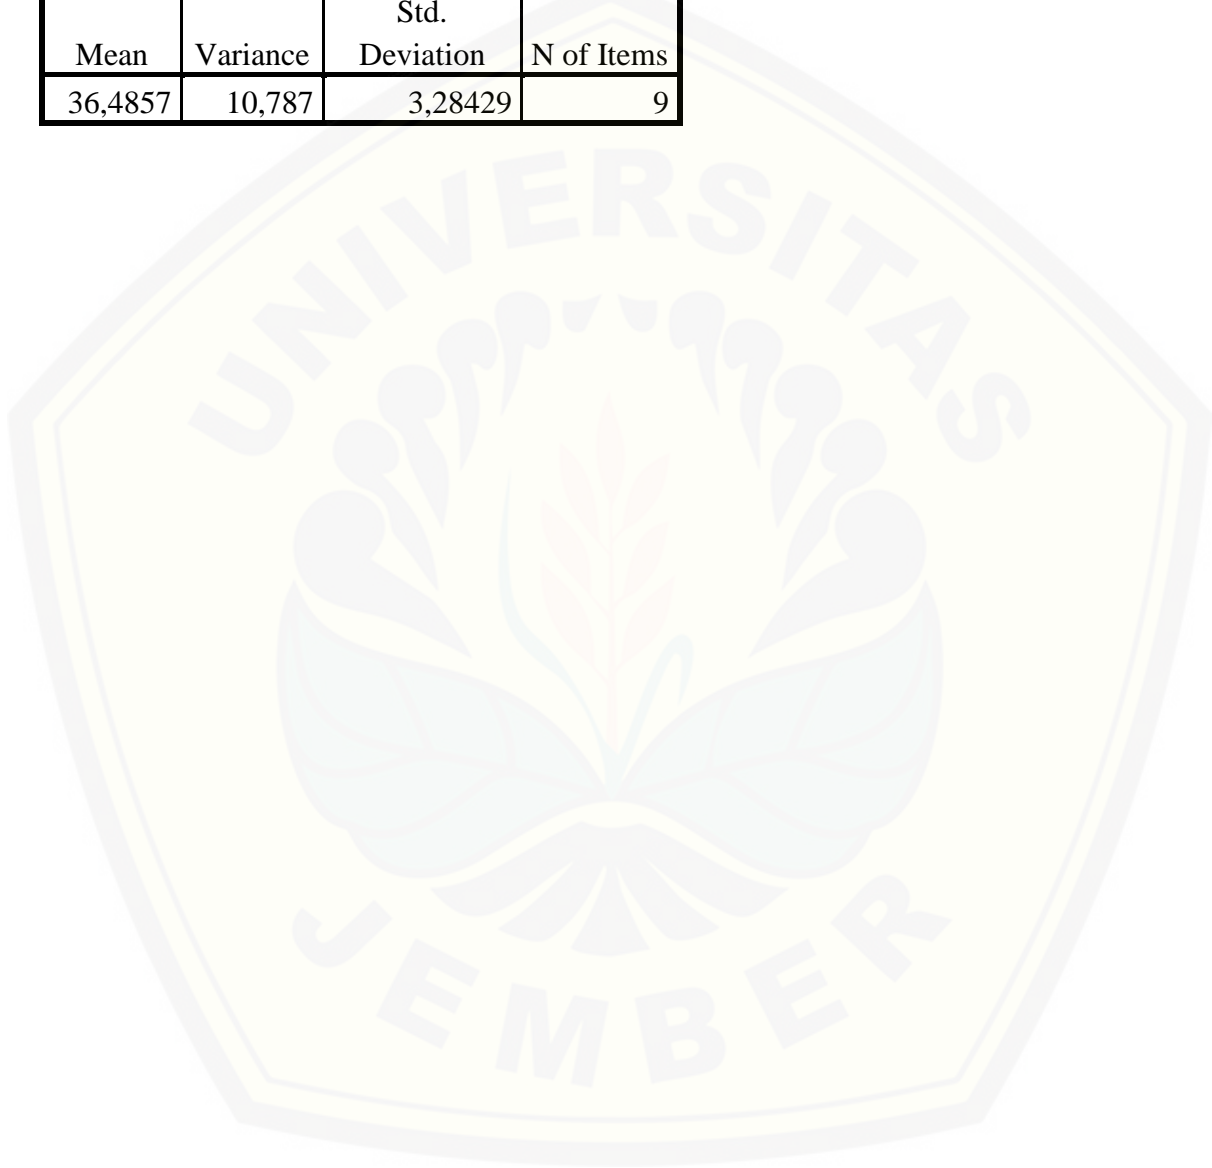 Std.
Mean Variance Deviation N of Items
36,4857 10,787 3,28429 9
UNIVERSITAS
JEMBER